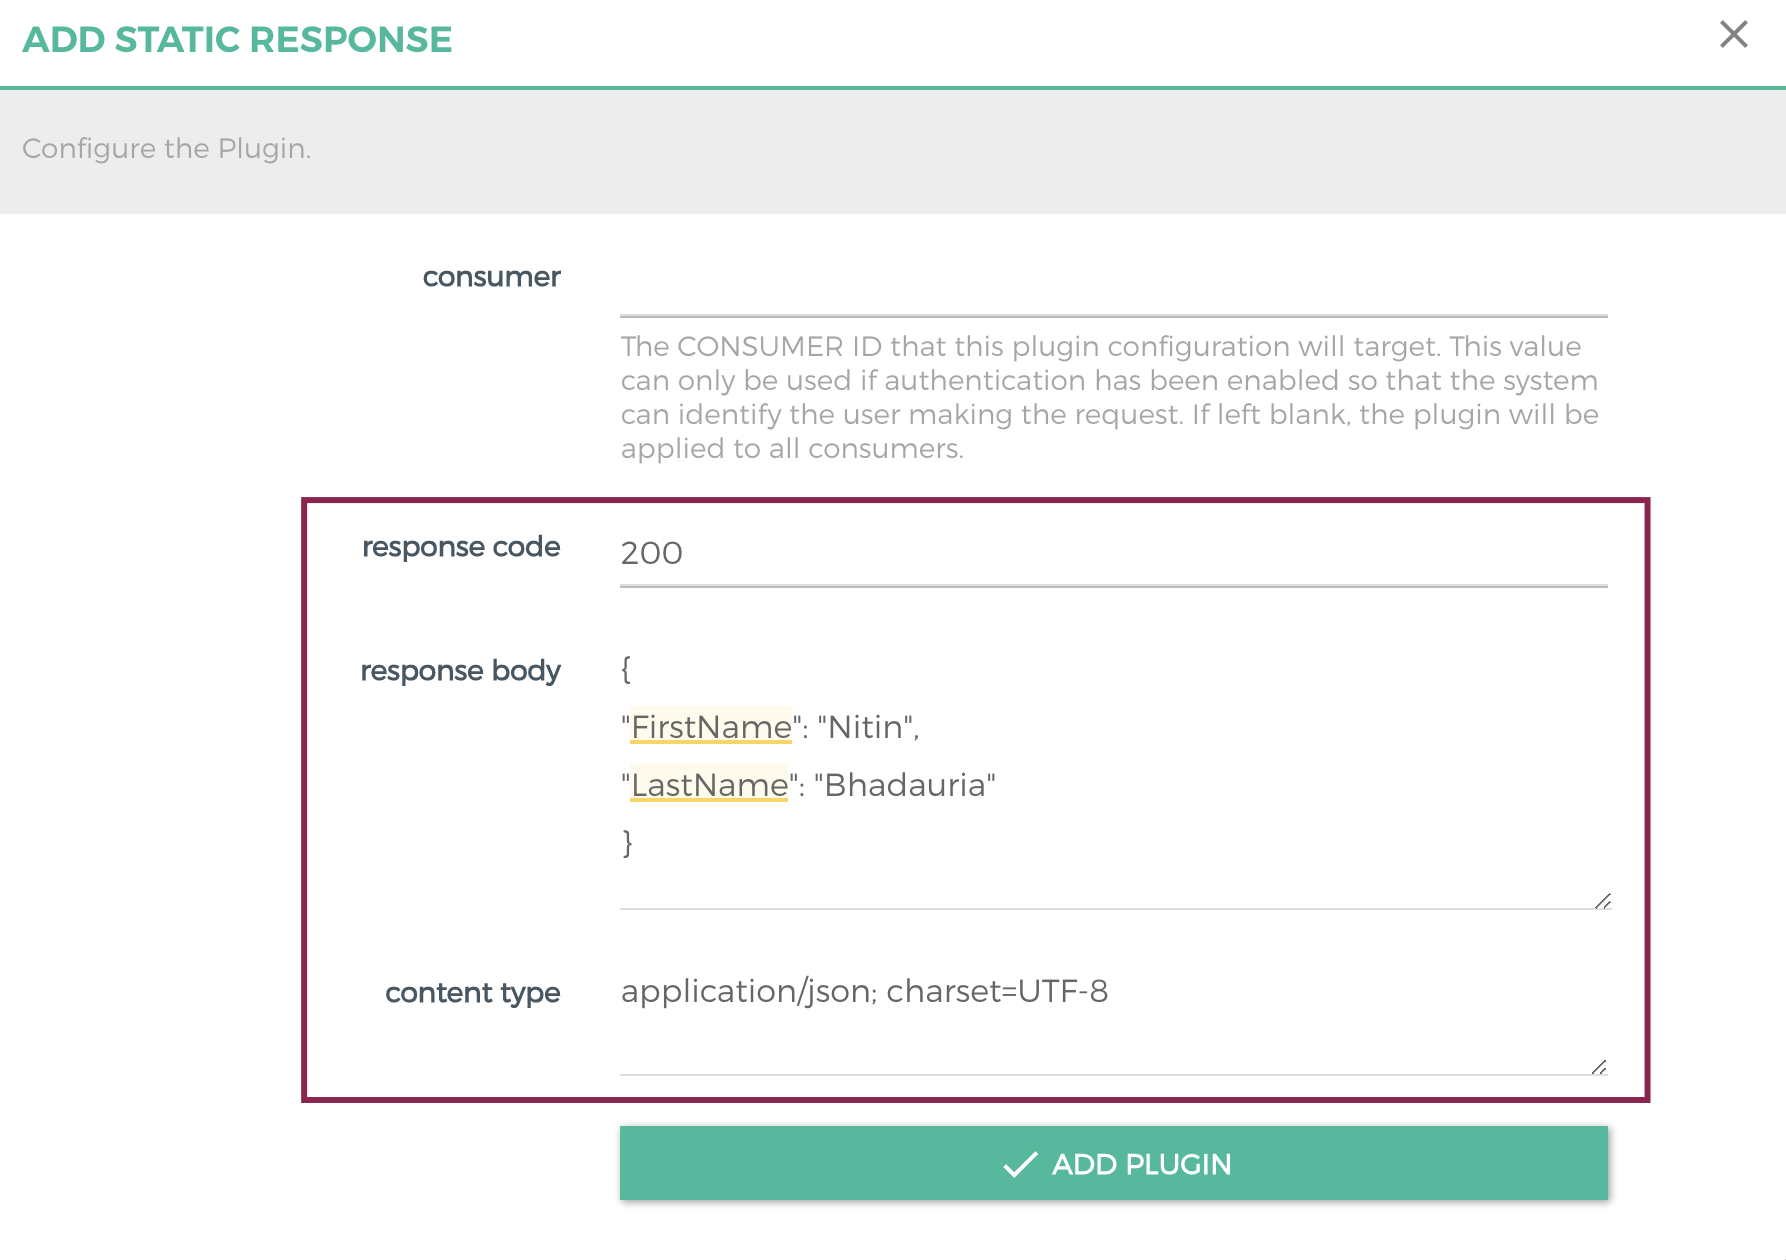 ADD STATIC RESPONSE
Configure the Plugin.
consumer
The CONSUMER ID that this plugin configuration will target. This value
can only be used if authentication has been enabled so that the system
can identify the user making the request. If left blank, the plugin will be
applied to all consumers.
response code
200
response body
{
"FirstName": "Nitin",
"LastName": "Bhadauria"
}
content type
application/json; charset=UTF-8
ADD PLUGIN